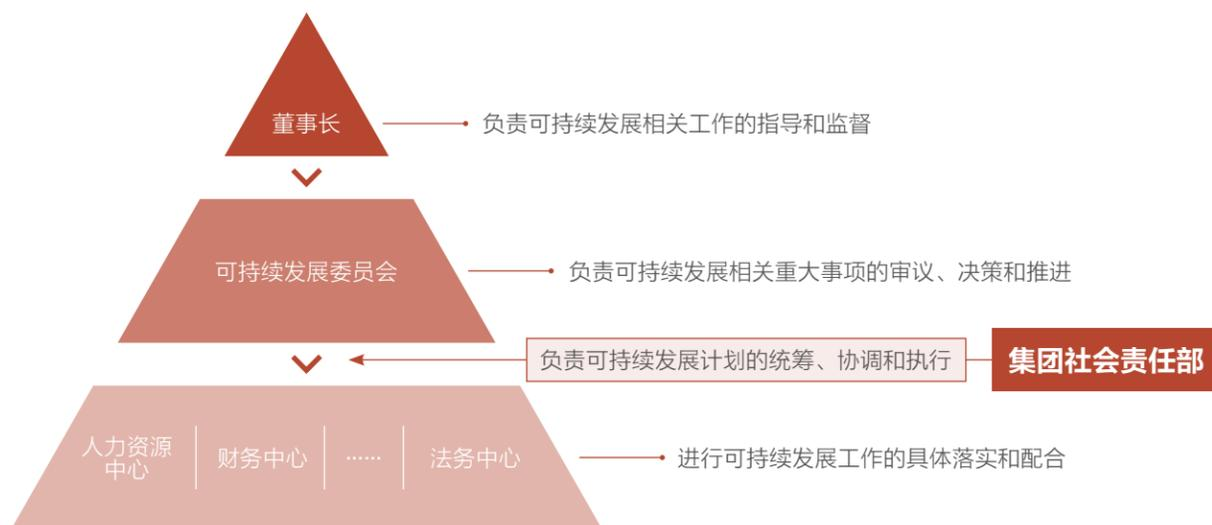 董事长
负责可持续发展相关工作的指导和监督
可持续发展委员会
负责可持续发展相关重大事项的审议、决策和推进
负责可持续发展计划的统筹、协调和执行
集团社会责任部
人力资源
中心
财务中心
……
法务中心
进行可持续发展工作的具体落实和配合